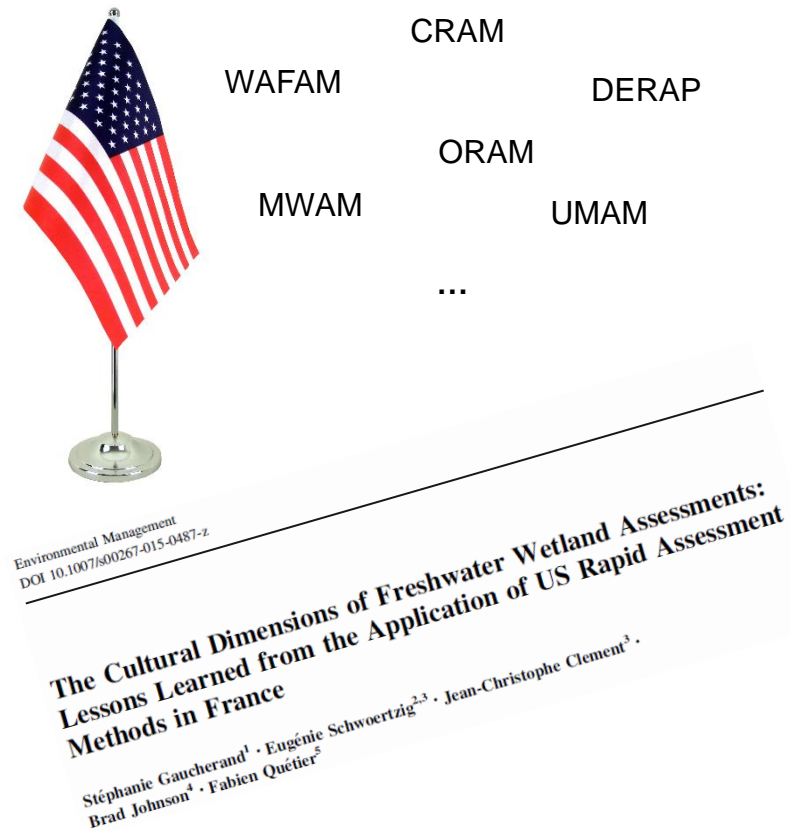 CRAM
WAFAM
DERAP
ORAM
MWAM
UMAM
...
Environmental Management
DOI 10.1007/s00267-015-0487-z
The Cultural Dimensions of Freshwater Wetland Assessments:
Lessons Learned from the Application of US Rapid Assessment
Methods in France
Stéphanie Gaucherand¹ · Eugénie Schwoertzig²,³ · Jean-Christophe Clement³ ·
Brad Johnson⁴ · Fabien Quétier⁵